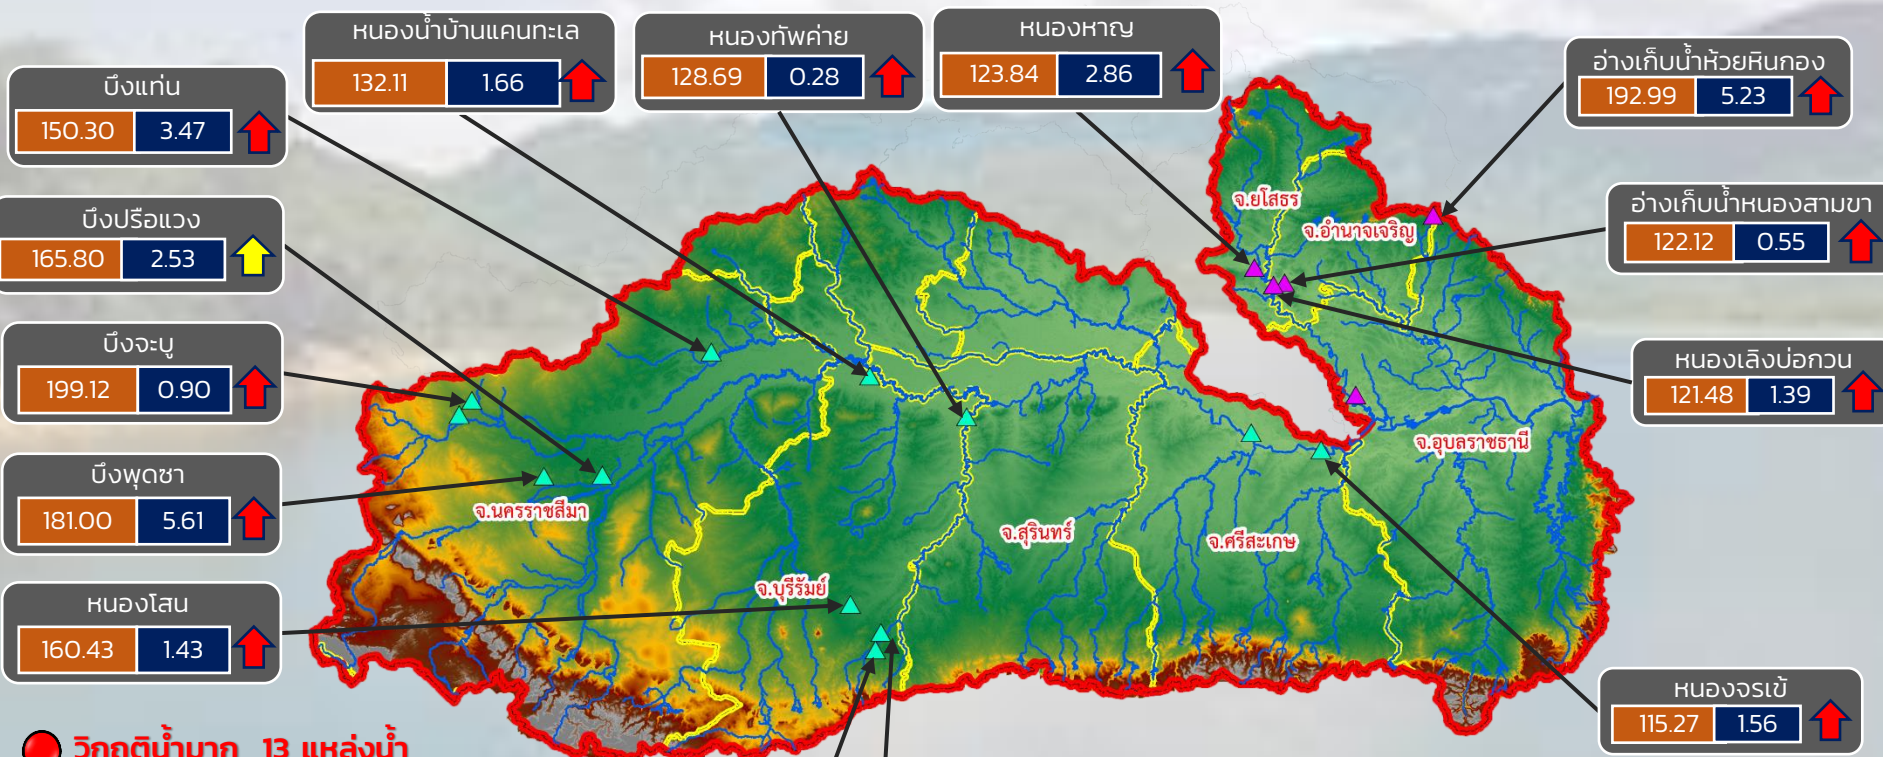 หนองน้ำบ้านแคนทะเล
132.11 1.66
หนองทัพค่าย
128.69 0.28
หนองหาญ
123.84 2.86
อ่างเก็บน้ำห้วยหินกอง
192.99 5.23
บึงแท่น
150.30 3.47
บึงปรือแวง
165.80 2.53
อ่างเก็บน้ำหนองสามขา
122.12 0.55
จ.ยโสธร
จ.อำนาจเจริญ
บึงจะบู
199.12 0.90
หนองเลิงบ่อกวน
121.48 1.39
จ.อุบลราชธานี
บึงพุดซา
181.00 5.61
จ.นครราชสีมา
จ.สุรินทร์
จ.ศรีสะเกษ
จ.บุรีรัมย์
หนองโสน
160.43 1.43
หนองจรเข้
115.27 1.56
วิกฤติน้ำมาก 13 แหล่งน้ำ